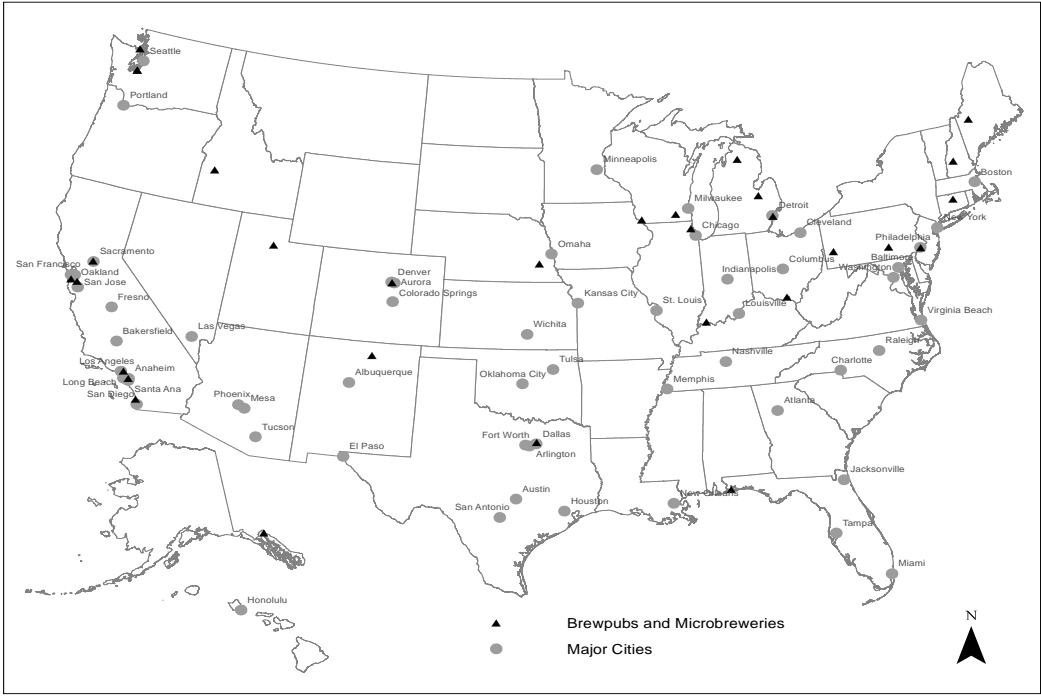 Seattle
Portland
Minneapolis
Boston
Milwaukee
Detroit
New York
Chicago
Cleveland
Philadelphia
Omaha
Sacramento
Columbus
Baltimore
San Francisco
Oakland
Denver
Washington
San Jose
Aurora
Indianapolis
Colorado Springs
Kansas City
Fresno
St. Louis
Louisville
Virginia Beach
Las Vegas
Wichita
Bakersfield
Raleigh
Nashville
Los Angeles
Tulsa
Charlotte
Anaheim
Albuquerque
Oklahoma City
Memphis
Long Beach
Santa Ana
San Diego
Phoenix
Mesa
Atlanta
Tucson
Fort Worth
Dallas
El Paso
Arlington
Jacksonville
Austin
New Orleans
Houston
San Antonio
Tampa
Miami
Honolulu
N
Brewpubs and Microbreweries
Major Cities